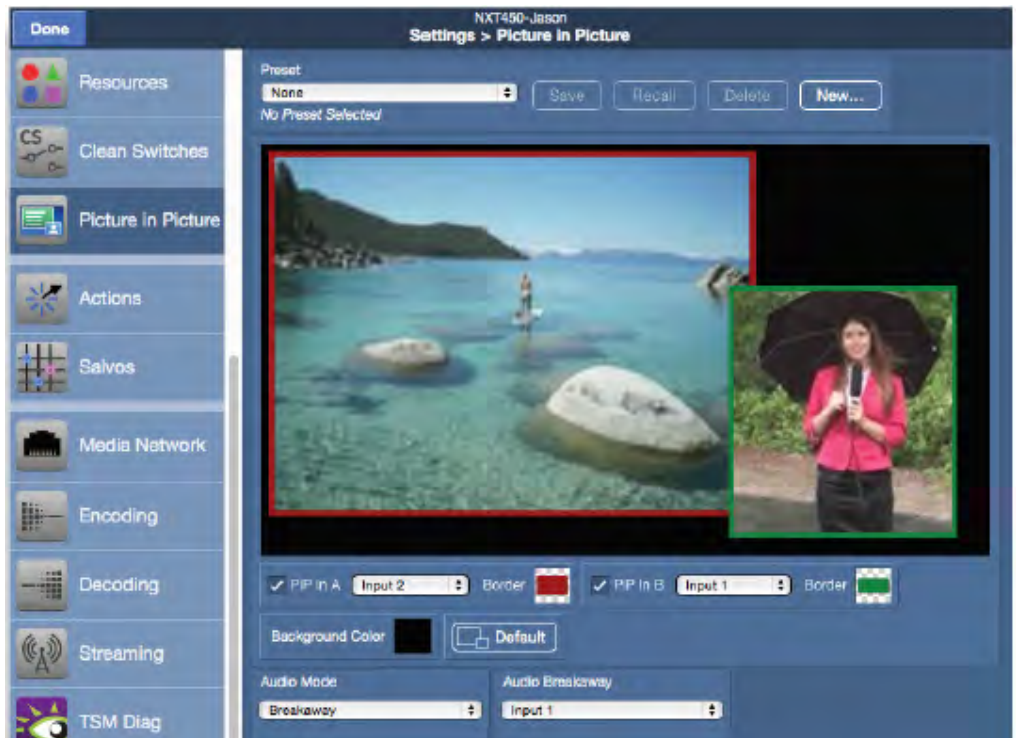 NXT450-Jason
Done
Settings > Picture in Picture
Resources
CS
Clean Switches
Picture in Picture
Actions
Salvos
Media Network
Encoding
Decoding
Streaming
TSM Diag
Preset
None
Save
Recall
Delete
New...
No Preset Selected
PIP In A
Input 2
Border
PIP In B
Input 1
Border
Background Color
Default
Audio Mode
Audio Breakaway
Breakaway
Input 1